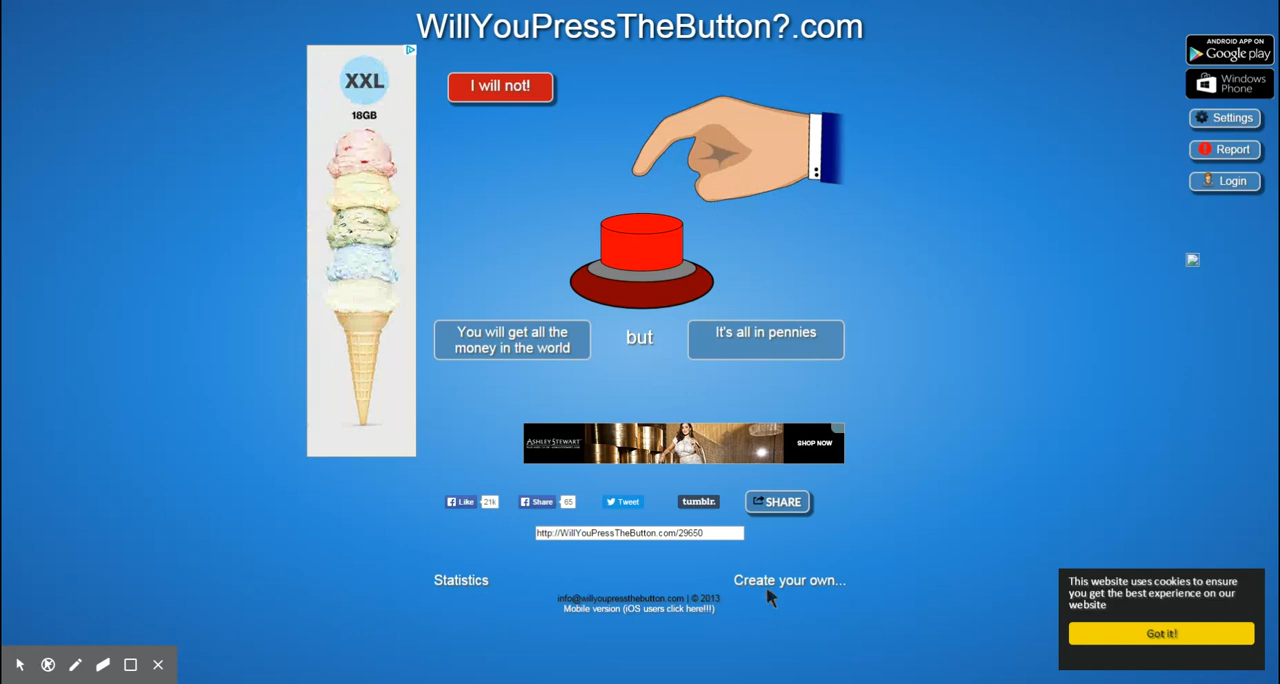 WillYouPressTheButton?.com
XXL
18GB
I will not!
ANDROID APP ON
Google play
Windows
Phone
Settings
Report
Login
You will get all the
money in the world
but
It's all in pennies
ASHLEY STEWART
SHOP NOW
Like 21k
Share 65
Tweet
tumblr.
SHARE
http://WillYouPressTheButton.com/29650
Statistics
Create your own...
info@willyoupressthebutton.com | © 2013
Mobile version (iOS users click here!!!)
This website uses cookies to ensure
you get the best experience on our
website
Got it!